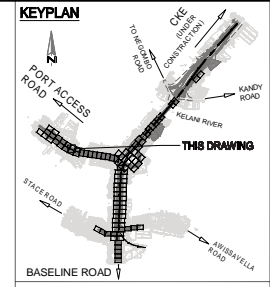 KEYPLAN
CKE
(UNDER
CONSTRACTION)
TO NEGOMBO
ROAD
N
PORT ACCESS
ROAD
KANDY
ROAD
KELANI RIVER
THIS DRAWING
STACE ROAD
AWISSAVELLA
ROAD
BASELINE ROAD